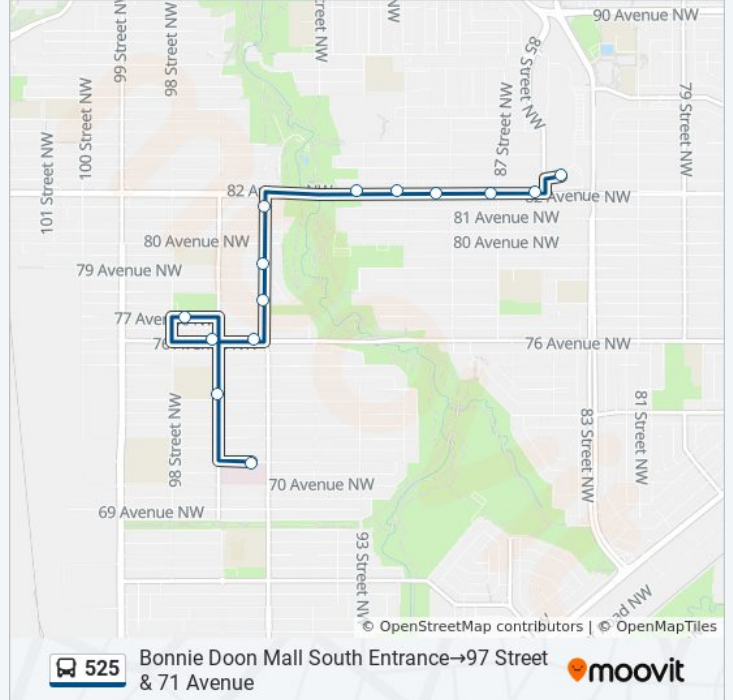 90 Avenue NW
99 Street NW
98 Street NW
NW
85 Street NW
87 Street NW
79 Street NW
100 Street NW
101 Street NW
82 Avenue NW
81 Avenue NW
80 Avenue NW
80 Avenue NW
79 Avenue NW
77
76 Avenue NW
98 Street NW
83 Street NW
81 Street NW
70 Avenue NW
69 Avenue NW
93 Street NW
NW
© OpenStreetMap contributors | © OpenMapTiles
525
Bonnie Doon Mall South Entrance→97 Street
& 71 Avenue
moovit